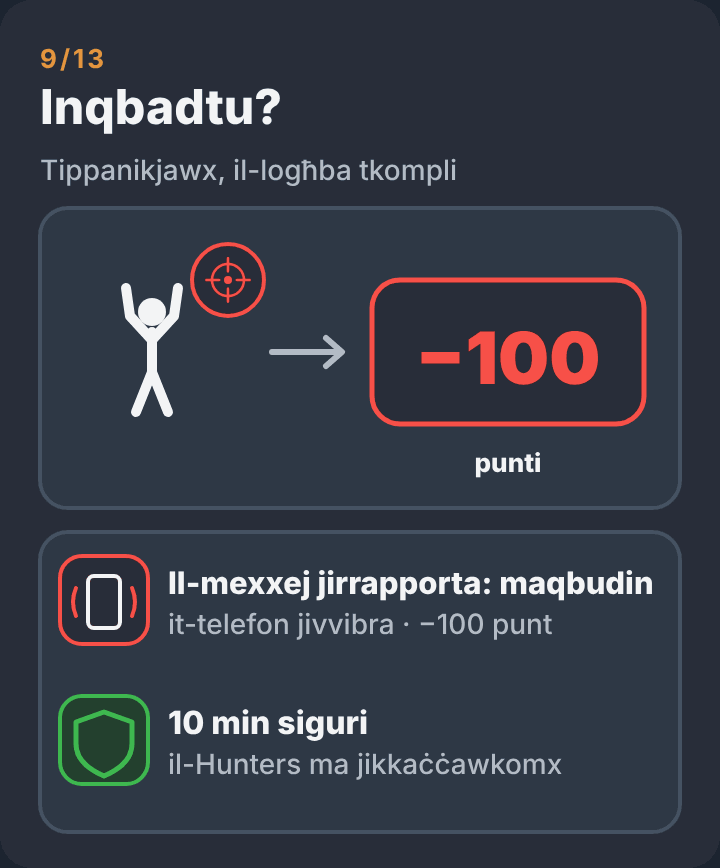 9/13
Inqbadtu?
Tippanikjawx, il-logħba tkompli
−100
punti
Il-mexxej jirrapporta: maqbudin
it-telefon jivvibra · −100 punt
10 min siguri
il-Hunters ma jikkaċċawkomx